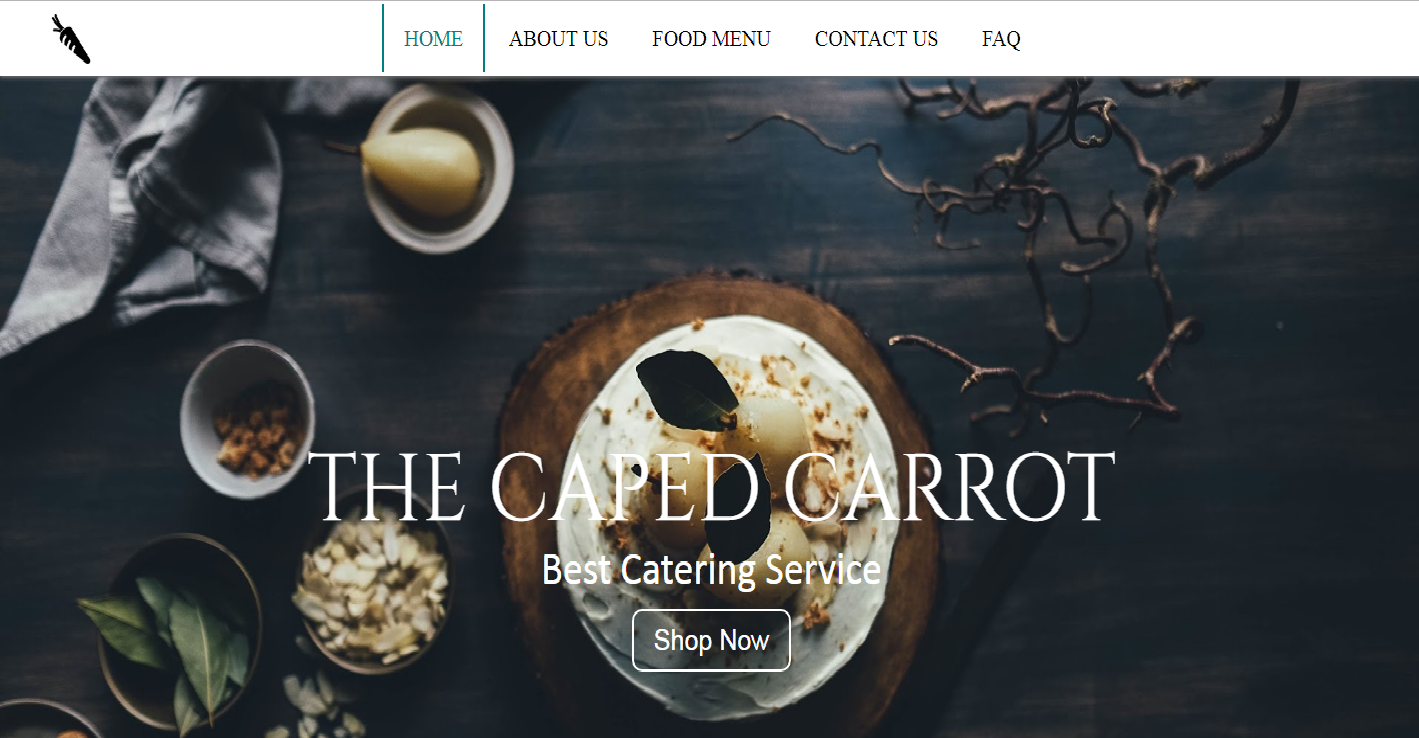 HOME ABOUT US FOOD MENU CONTACT US FAQ
THE CAPED CARROT
Best Catering Service
Shop Now